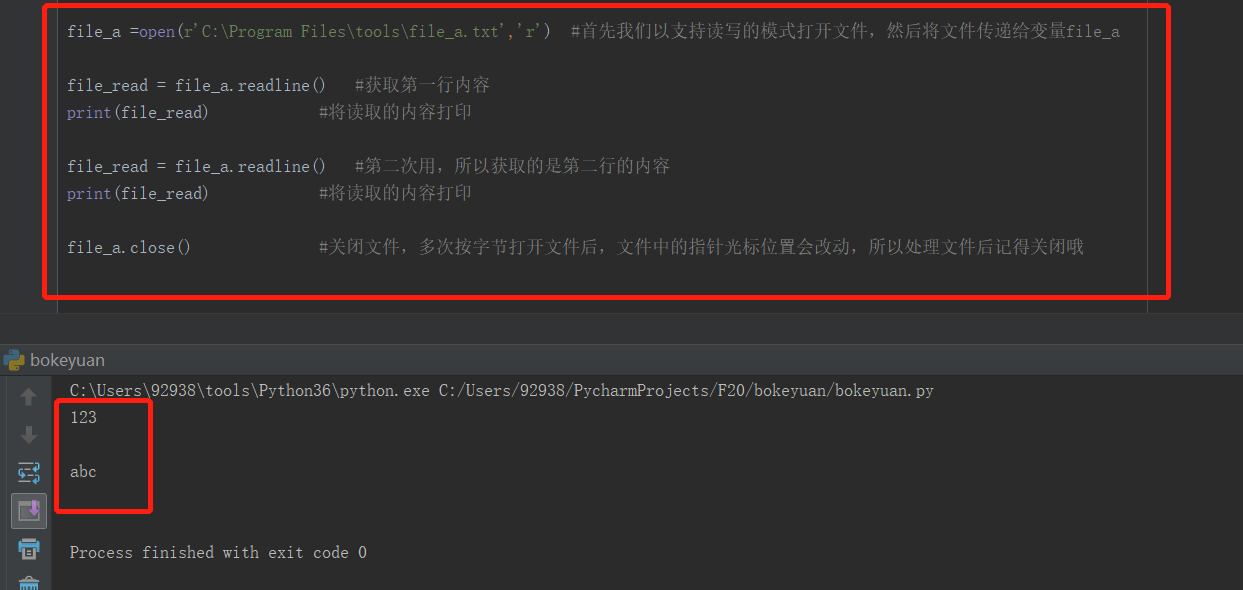 file_a =open(r'C:\Program Files\tools\file_a.txt','r')  #首先我们以支持读写的模式打开文件，然后将文件传递给变量file_a
file_read = file_a.readline()   #获取第一行内容
print(file_read)            #将读取的内容打印
file_read = file_a.readline()   #第二次用，所以获取的是第二行的内容
print(file_read)            #将读取的内容打印
file_a.close()              #关闭文件，多次按字节打开文件后，文件中的指针光标位置会改动，所以处理文件后记得关闭哦
bokeyuan
C:\Users\92938\tools\Python36\python.exe C:/Users/92938/PycharmProjects/F20/bokeyuan/bokeyuan.py
123
abc
Process finished with exit code 0